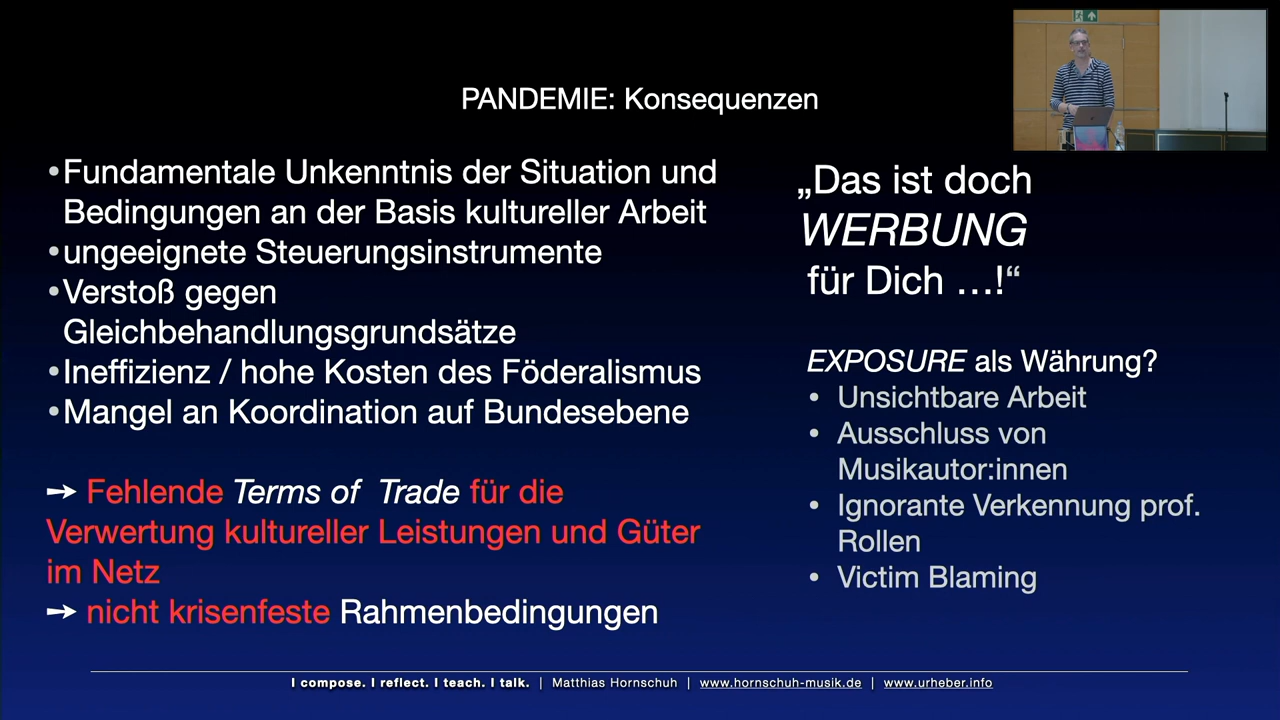 PANDEMIE: Konsequenzen
•Fundamentale Unkenntnis der Situation und
Bedingungen an der Basis kultureller Arbeit
•ungeeignete Steuerungsinstrumente
•Verstoß gegen
Gleichbehandlungsgrundsätze
•Ineffizienz / hohe Kosten des Föderalismus
•Mangel an Koordination auf Bundesebene
➙ Fehlende Terms of Trade für die
Verwertung kultureller Leistungen und Güter
im Netz
➙ nicht krisenfeste Rahmenbedingungen
„Das ist doch
WERBUNG
für Dich …!“
EXPOSURE als Währung?
• Unsichtbare Arbeit
• Ausschluss von
Musikautor:innen
• Ignorante Verkennung prof.
Rollen
• Victim Blaming
I compose. I reflect. I teach. I talk. | Matthias Hornschuh | www.hornschuh-musik.de | www.urheber.info